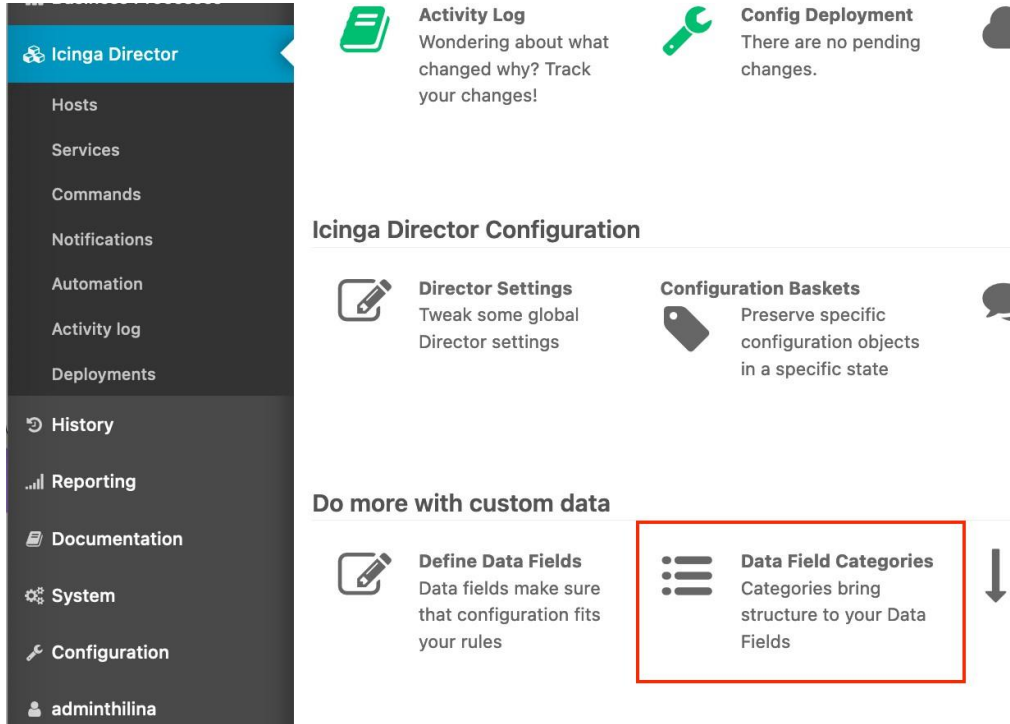 Icinga Director
Hosts
Services
Commands
Notifications
Automation
Activity log
Deployments
History
Reporting
Documentation
System
Configuration
adminthilina
Activity Log
Wondering about what
changed why? Track
your changes!
Config Deployment
There are no pending
changes.
Icinga Director Configuration
Director Settings
Tweak some global
Director settings
Configuration Baskets
Preserve specific
configuration objects
in a specific state
Do more with custom data
Define Data Fields
Data fields make sure
that configuration fits
your rules
Data Field Categories
Categories bring
structure to your Data
Fields